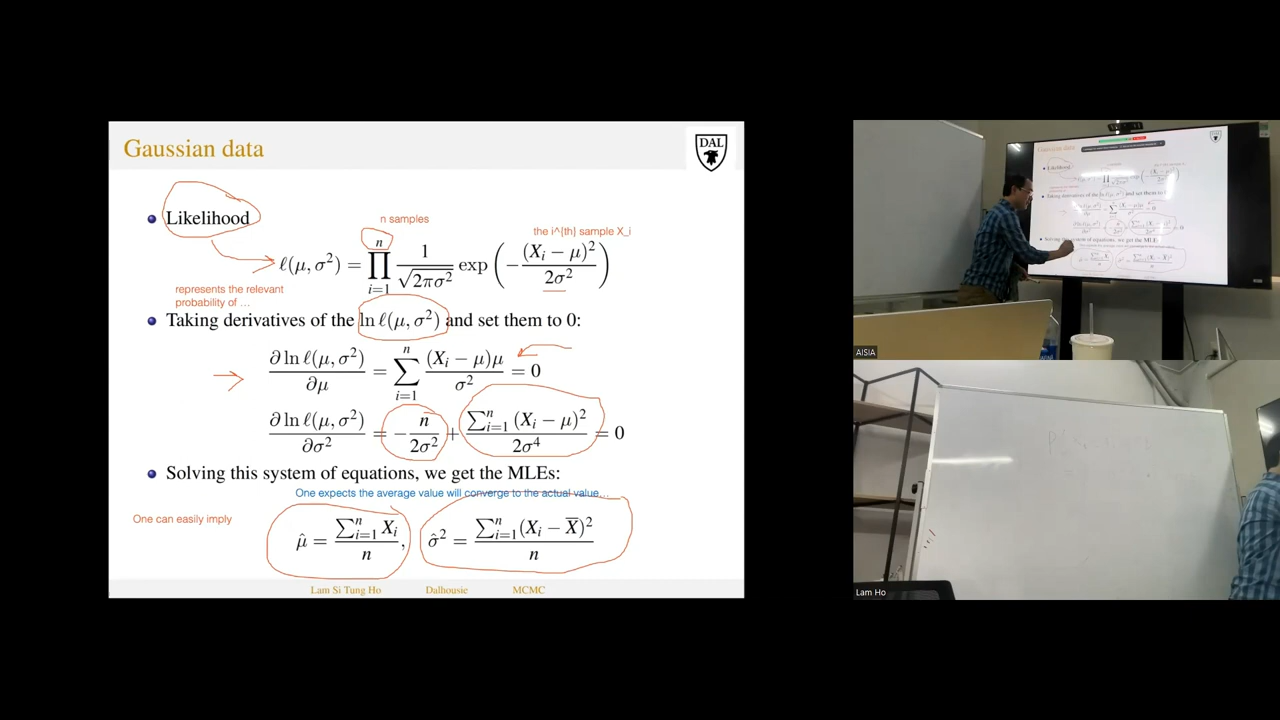 Gaussian data
DAL
Likelihood
n samples
the i^{th} sample X_i
ℓ(μ, σ²) = ∏_{i=1}^{n} 1/√(2πσ²) exp(−(X_i − μ)²/(2σ²))
represents the relevant
probability of ...
Taking derivatives of the ln ℓ(μ, σ²) and set them to 0:
∂ ln ℓ(μ, σ²)/∂μ = ∑_{i=1}^{n} (X_i − μ)μ/σ² = 0
∂ ln ℓ(μ, σ²)/∂σ² = −n/(2σ²) + ∑_{i=1}^{n} (X_i − μ)²/(2σ⁴) = 0
Solving this system of equations, we get the MLEs:
One expects the average value will converge to the actual value...
One can easily imply
μ̂ = ∑_{i=1}^{n} X_i/n, σ̂² = ∑_{i=1}^{n} (X_i − X̄)²/n
Lam Si Tung Ho Dalhousie MCMC
AISIA
Lam Ho